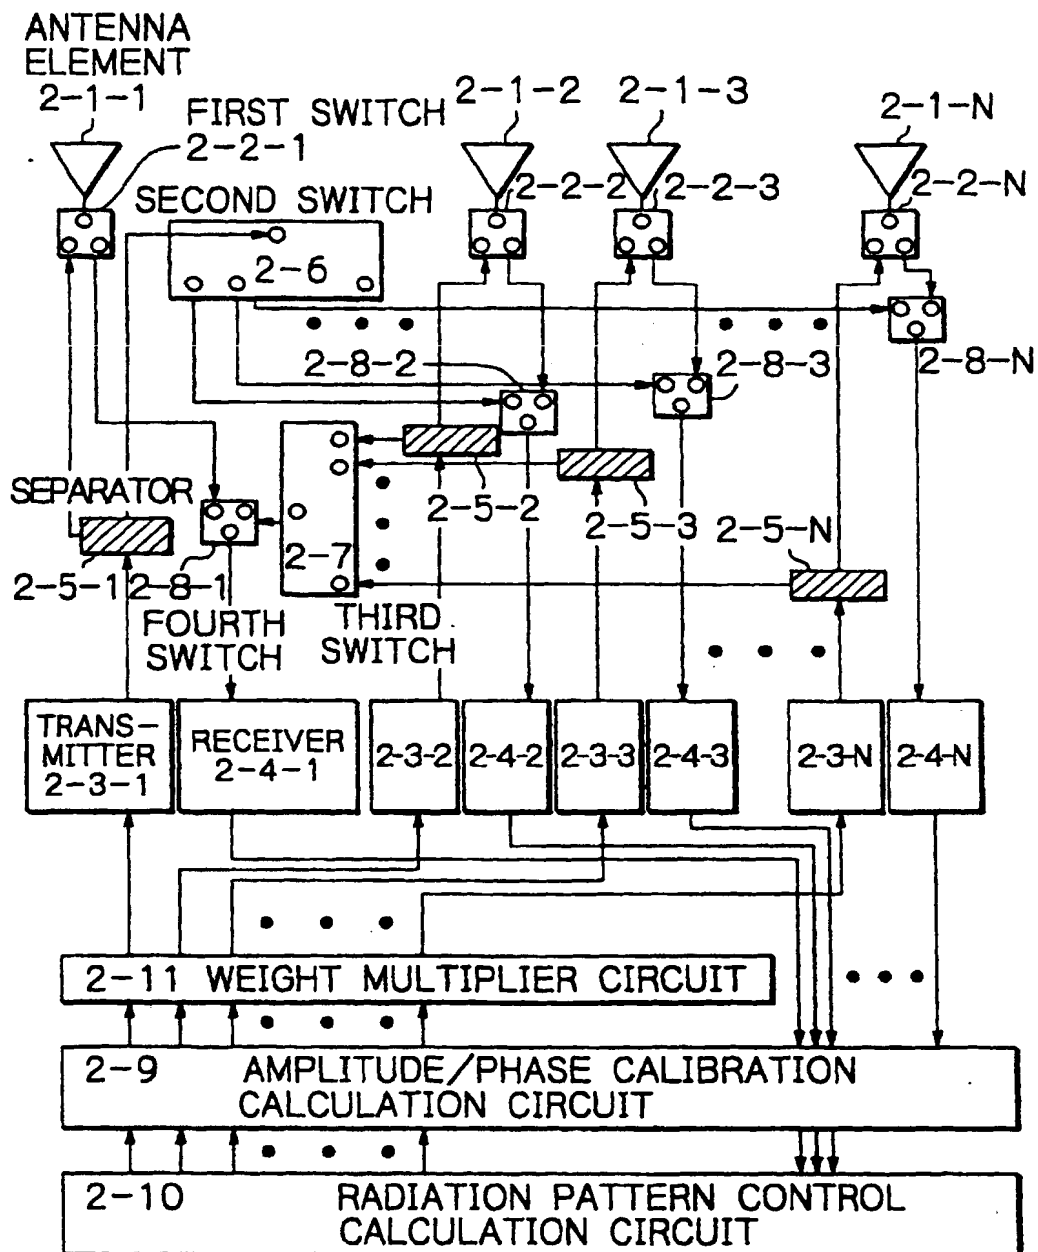 ANTENNA
ELEMENT
2-1-1
FIRST SWITCH
2-2-1
2-1-2
2-1-3
2-1-N
2-2-2
2-2-3
2-2-N
SECOND SWITCH
2-6
2-8-2
2-8-3
2-8-N
SEPARATOR
2-5-1
2-8-1
2-7
2-5-2
2-5-3
2-5-N
FOURTH
SWITCH
THIRD
SWITCH
TRANS-
MITTER
2-3-1
RECEIVER
2-4-1
2-3-2
2-4-2
2-3-3
2-4-3
2-3-N
2-4-N
2-11 WEIGHT MULTIPLIER CIRCUIT
2-9 AMPLITUDE/PHASE CALIBRATION
CALCULATION CIRCUIT
2-10 RADIATION PATTERN CONTROL
CALCULATION CIRCUIT